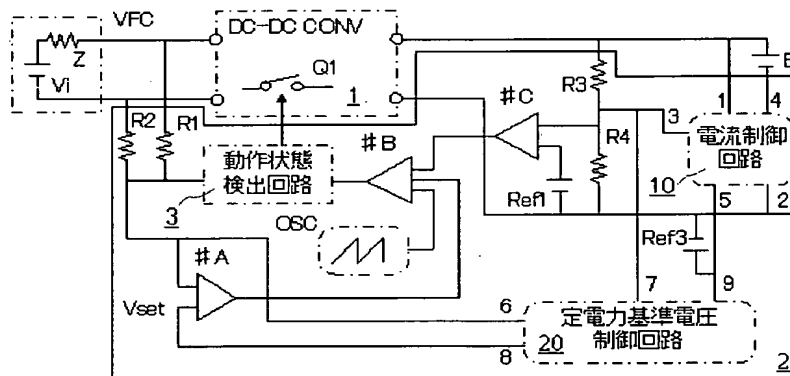 VFC
DC-DC CONV
Z
Vi
Q1
1
E
R3
R2
R1
♯C
3
1
4
R4
電流制御
回路
10
動作状態
検出回路
3
♯B
Ref1
5
2
OSC
Ref3
♯A
7
9
Vset
6
定電力基準電圧
制御回路
20
8
2